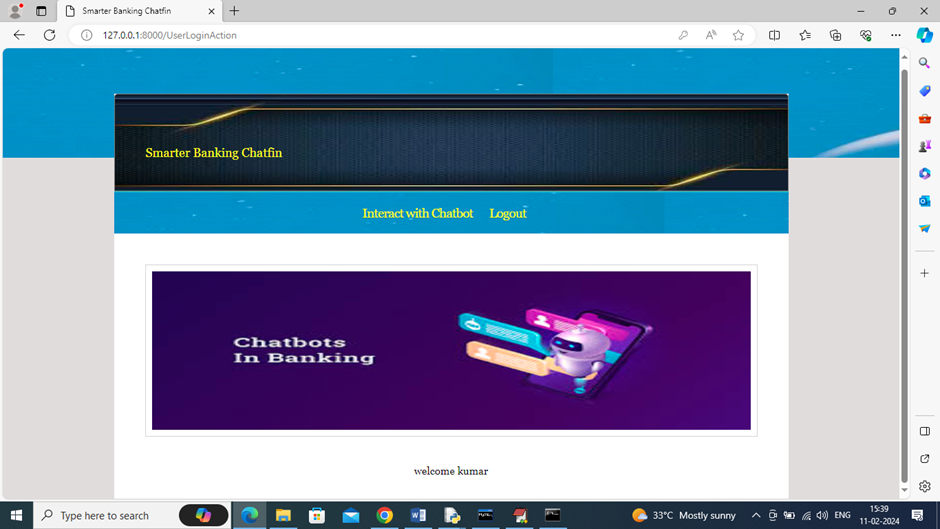 Smarter Banking Chatfin
127.0.0.1:8000/UserLoginAction
Smarter Banking Chatfin
Interact with Chatbot Logout
Chatbots
In Banking
welcome kumar
Type here to search
33°C Mostly sunny
ENG
15:39
11-02-2024